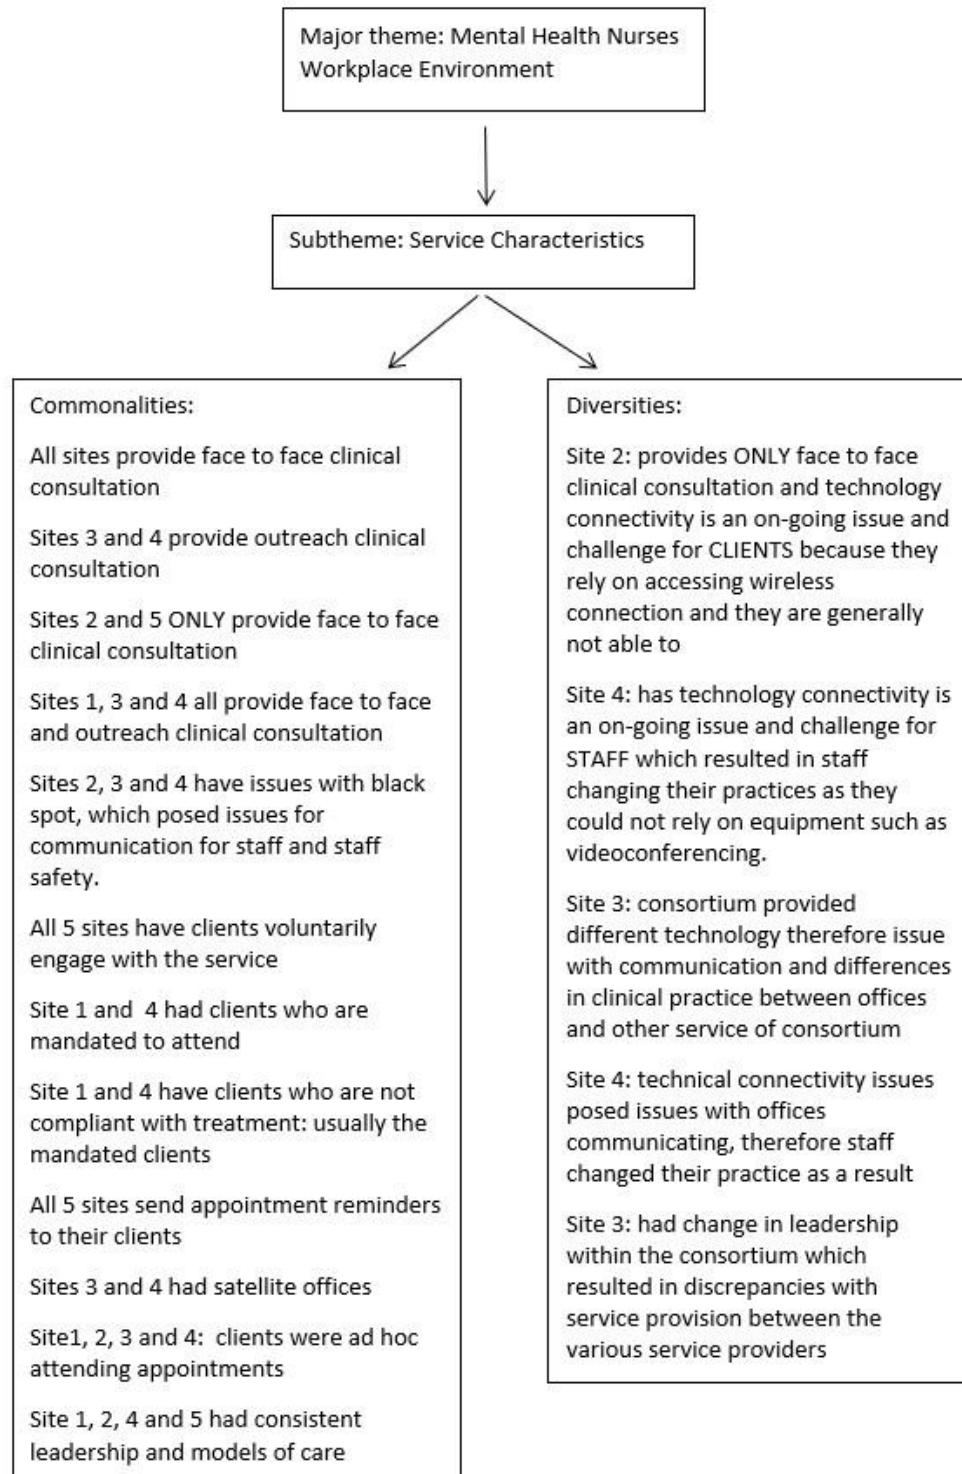 Major theme: Mental Health Nurses
Workplace Environment
Subtheme: Service Characteristics
Commonalities:
All sites provide face to face clinical
consultation
Sites 3 and 4 provide outreach clinical
consultation
Sites 2 and 5 ONLY provide face to face
clinical consultation
Sites 1, 3 and 4 all provide face to face
and outreach clinical consultation
Sites 2, 3 and 4 have issues with black
spot, which posed issues for
communication for staff and staff
safety.
All 5 sites have clients voluntarily
engage with the service
Site 1 and  4 had clients who are
mandated to attend
Site 1 and 4 have clients who are not
compliant with treatment: usually the
mandated clients
All 5 sites send appointment reminders
to their clients
Sites 3 and 4 had satellite offices
Site1, 2, 3 and 4:  clients were ad hoc
attending appointments
Site 1, 2, 4 and 5 had consistent
leadership and models of care
Diversities:
Site 2: provides ONLY face to face
clinical consultation and technology
connectivity is an on-going issue and
challenge for CLIENTS because they
rely on accessing wireless
connection and they are generally
not able to
Site 4: has technology connectivity is
an on-going issue and challenge for
STAFF which resulted in staff
changing their practices as they
could not rely on equipment such as
videoconferencing.
Site 3: consortium provided
different technology therefore issue
with communication and differences
in clinical practice between offices
and other service of consortium
Site 4: technical connectivity issues
posed issues with offices
communicating, therefore staff
changed their practice as a result
Site 3: had change in leadership
within the consortium which
resulted in discrepancies with
service provision between the
various service providers